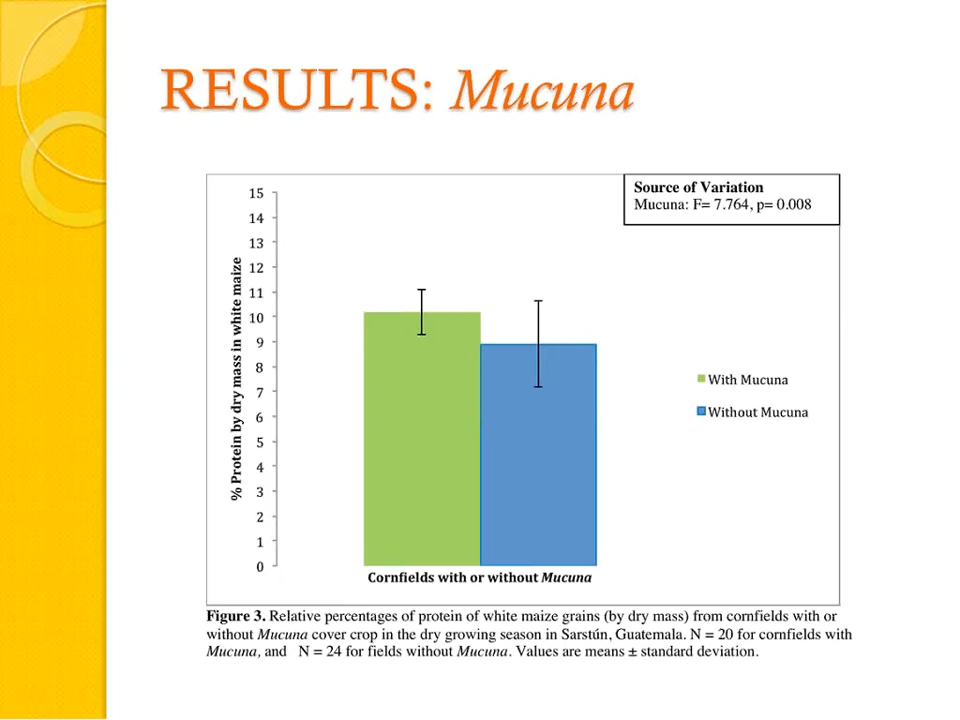 RESULTS: Mucuna
Source of Variation
Mucuna: F= 7.764, p= 0.008
15
14
13
12
11
10
9
8
7
6
5
4
3
2
1
0
% Protein by dry mass in white maize
With Mucuna
Without Mucuna
Cornfields with or without Mucuna
Figure 3. Relative percentages of protein of white maize grains (by dry mass) from cornfields with or
without Mucuna cover crop in the dry growing season in Sarstún, Guatemala. N = 20 for cornfields with
Mucuna, and N = 24 for fields without Mucuna. Values are means ± standard deviation.